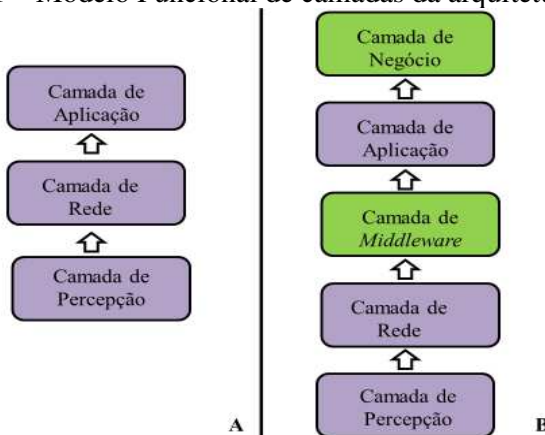 Modelo Funcional de camadas da
Camada de
Aplicação
Camada de
Rede
Camada de
Percepção
A
Camada de
Negócio
Camada de
Aplicação
Camada de
Middleware
Camada de
Rede
Camada de
Percepção
B